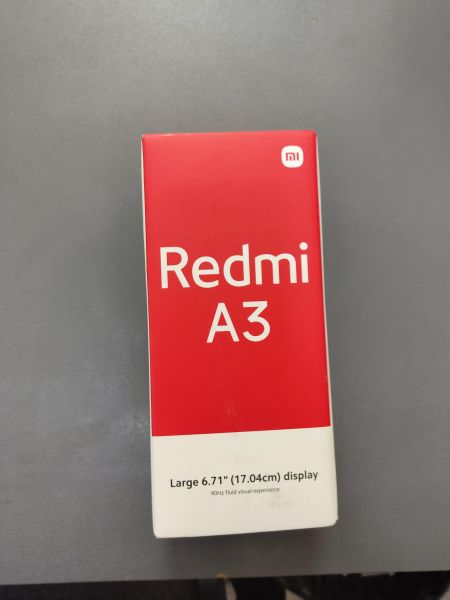 mi
Redmi
A3
Large 6.71" (17.04cm) display
90Hz fluid visual experience